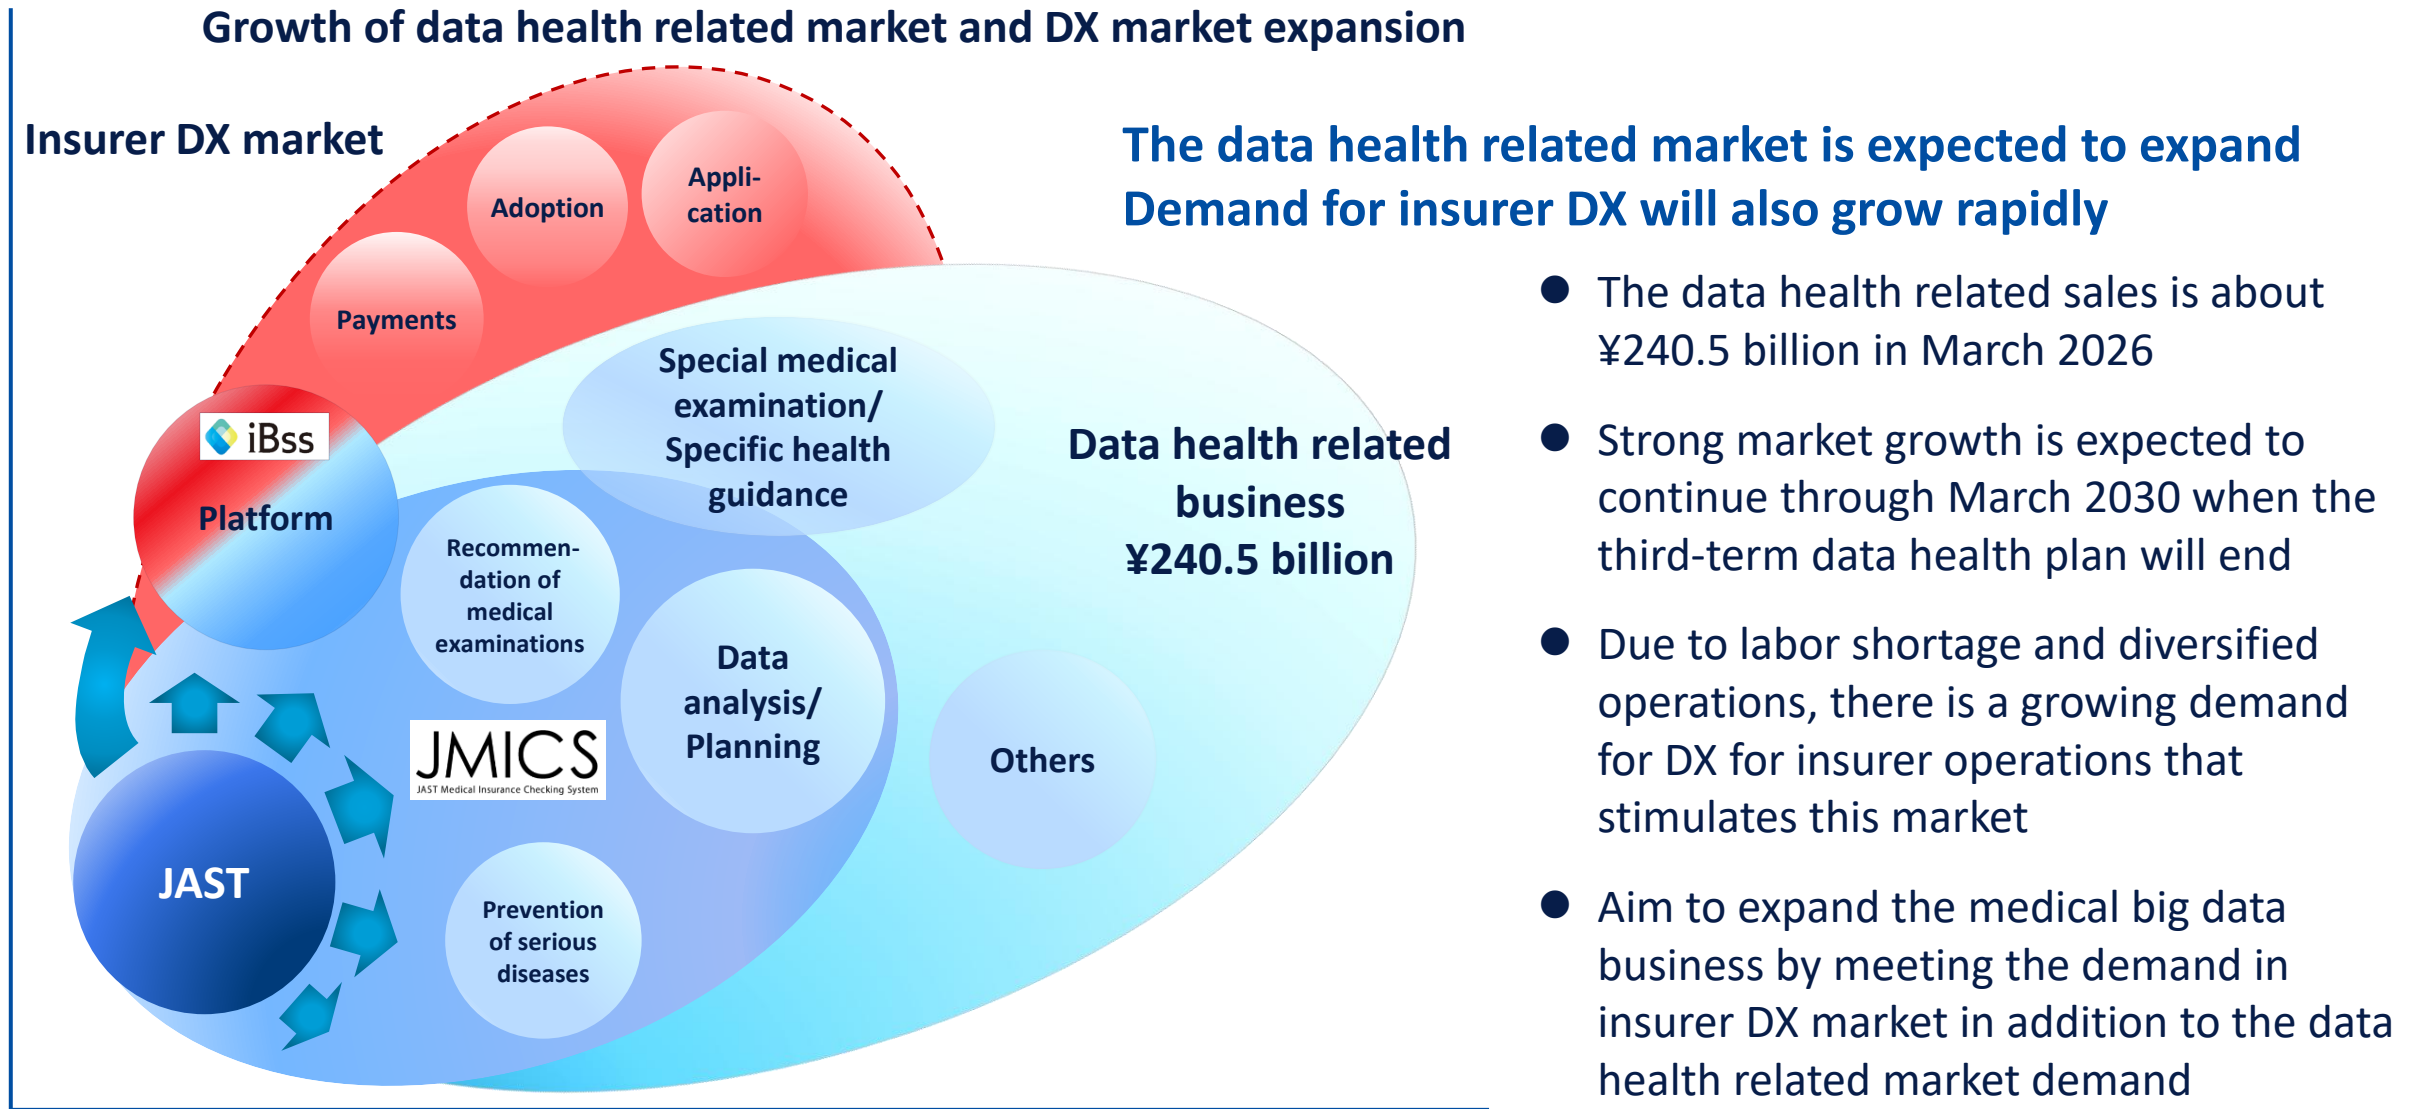 Growth of data health related market and DX market expansion
Insurer DX market
Appli-
cation
Adoption
Payments
iBss
Platform
Special medical
examination/
Specific health
guidance
Data health related
business
¥240.5 billion
Recommen-
dation of
medical
examinations
Data
analysis/
Planning
JMICS
JAST Medical Insurance Checking System
Others
JAST
Prevention
of serious
diseases
The data health related market is expected to expand
Demand for insurer DX will also grow rapidly
● The data health related sales is about
¥240.5 billion in March 2026
● Strong market growth is expected to
continue through March 2030 when the
third-term data health plan will end
● Due to labor shortage and diversified
operations, there is a growing demand
for DX for insurer operations that
stimulates this market
● Aim to expand the medical big data
business by meeting the demand in
insurer DX market in addition to the data
health related market demand